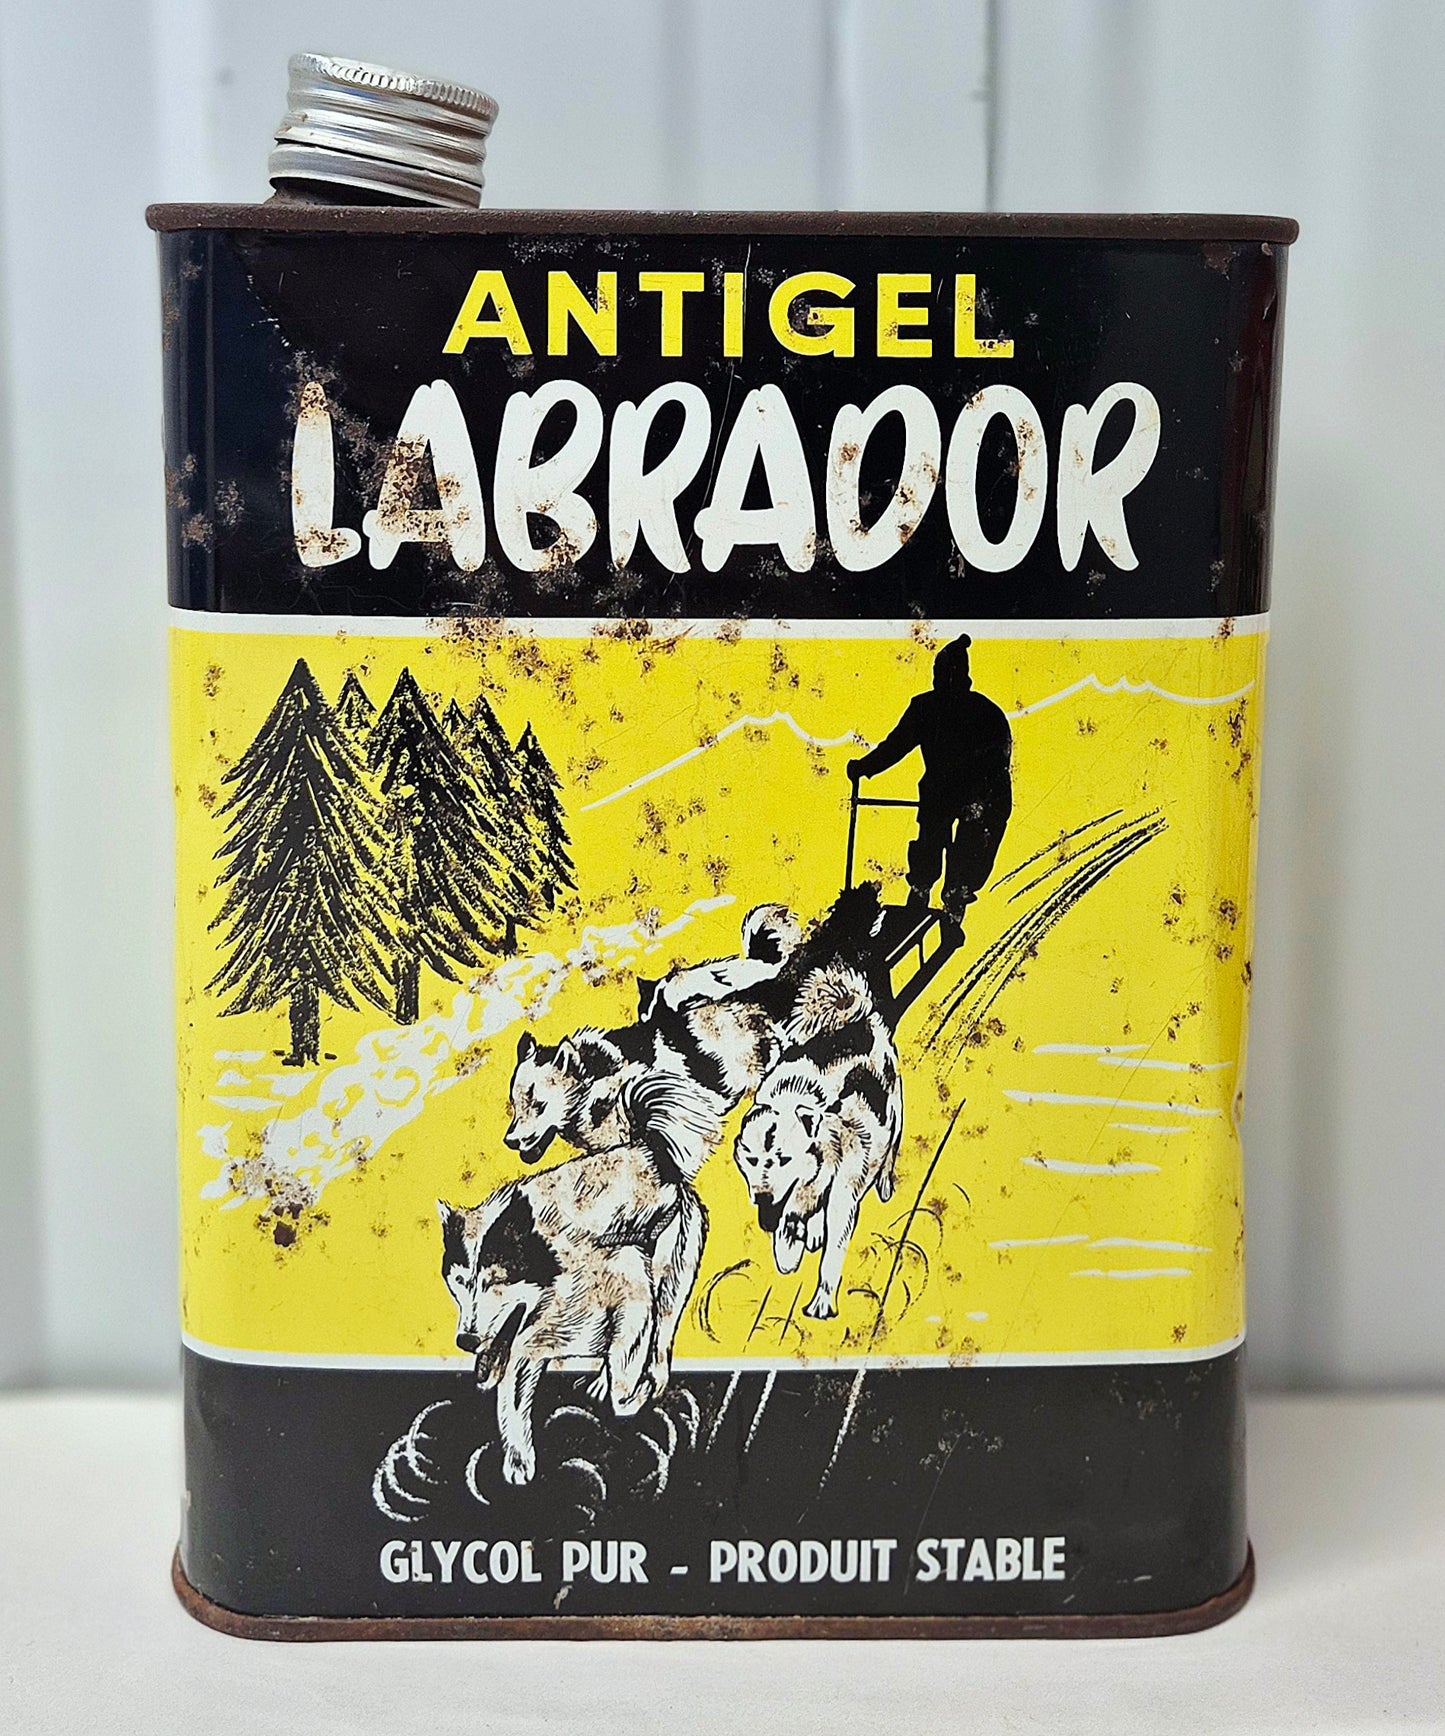 ANTIGEL
LABRADOR
GLYCOL PUR - PRODUIT STABLE